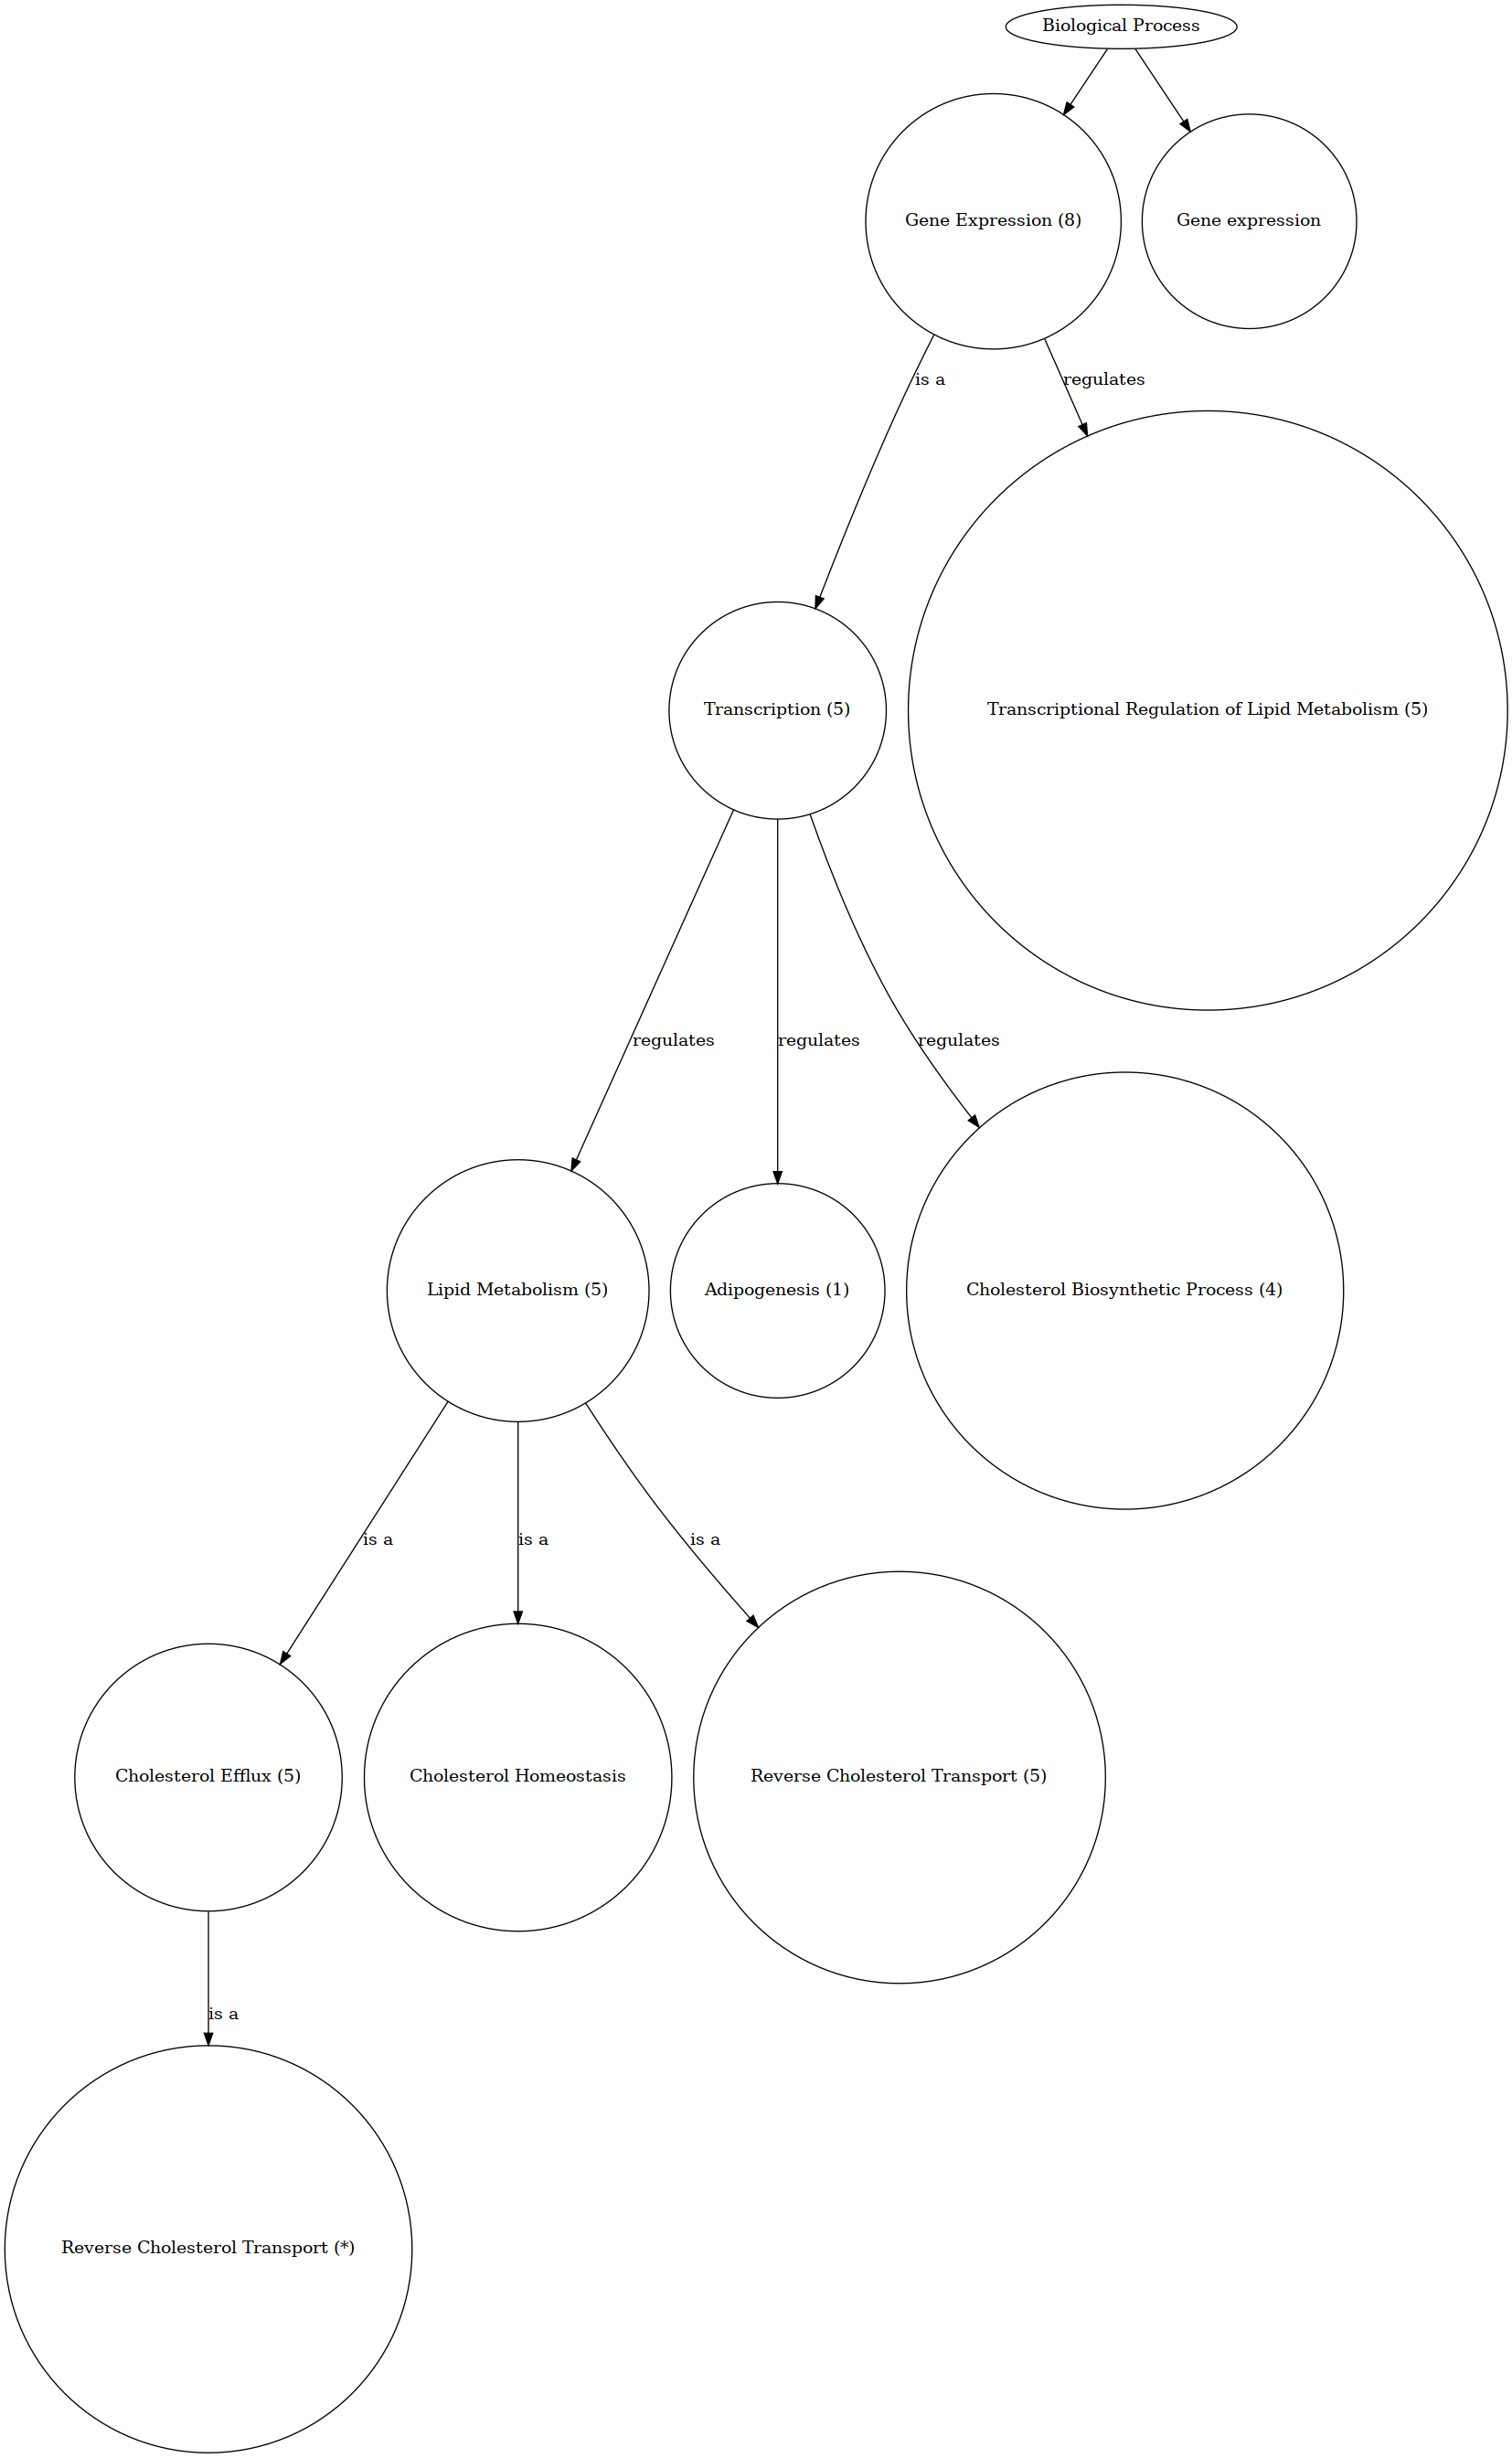 Biological Process
Gene Expression (8)
Gene expression
is a
regulates
Transcription (5)
Transcriptional Regulation of Lipid Metabolism (5)
regulates
regulates
regulates
Lipid Metabolism (5)
Adipogenesis (1)
Cholesterol Biosynthetic Process (4)
is a
is a
is a
Cholesterol Efflux (5)
Cholesterol Homeostasis
Reverse Cholesterol Transport (5)
is a
Reverse Cholesterol Transport (*)